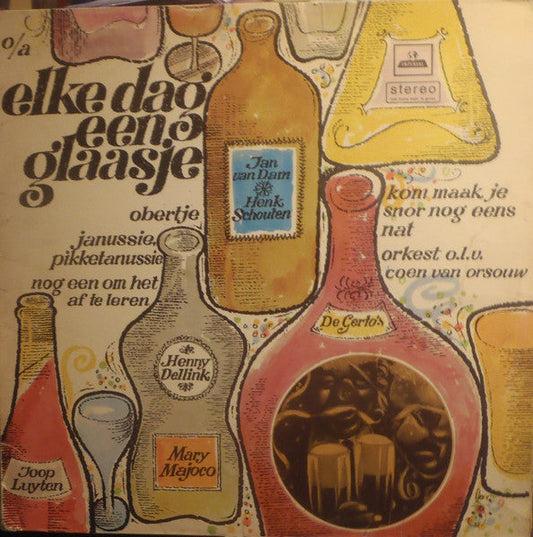 o/a
elke dag
een
glaasje
obertje
janussie,
pikketanussie
nog een om het
af te leren
Jan
van Dam
Henk
Schouten
stereo
kom maak je
snor nog eens
nat
orkest o.l.v.
coen van orsouw
De Gerto's
Henny
Dellink
Mary
Majoco
Joop
Luyten